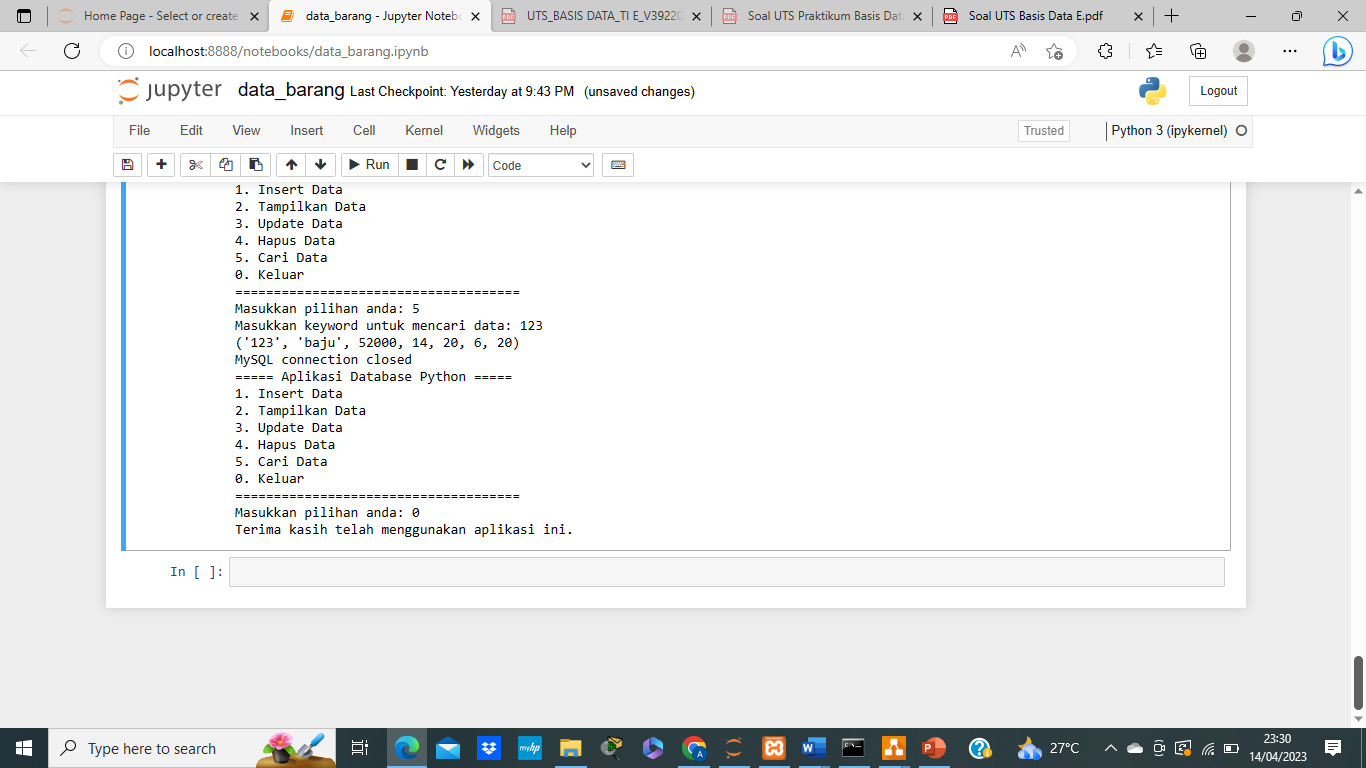 Home Page - Select or create
data_barang - Jupyter Notebo
UTS_BASIS DATA_TI E_V39220
Soal UTS Praktikum Basis Dat
Soal UTS Basis Data E.pdf
localhost:8888/notebooks/data_barang.ipynb
jupyter data_barang Last Checkpoint: Yesterday at 9:43 PM (unsaved changes)
Logout
File Edit View Insert Cell Kernel Widgets Help
Trusted
Python 3 (ipykernel)
Run
Code
1. Insert Data
2. Tampilkan Data
3. Update Data
4. Hapus Data
5. Cari Data
0. Keluar
=====================================
Masukkan pilihan anda: 5
Masukkan keyword untuk mencari data: 123
('123', 'baju', 52000, 14, 20, 6, 20)
MySQL connection closed
===== Aplikasi Database Python =====
1. Insert Data
2. Tampilkan Data
3. Update Data
4. Hapus Data
5. Cari Data
0. Keluar
=====================================
Masukkan pilihan anda: 0
Terima kasih telah menggunakan aplikasi ini.
In [ ]:
Type here to search
27°C
23:30
14/04/2023